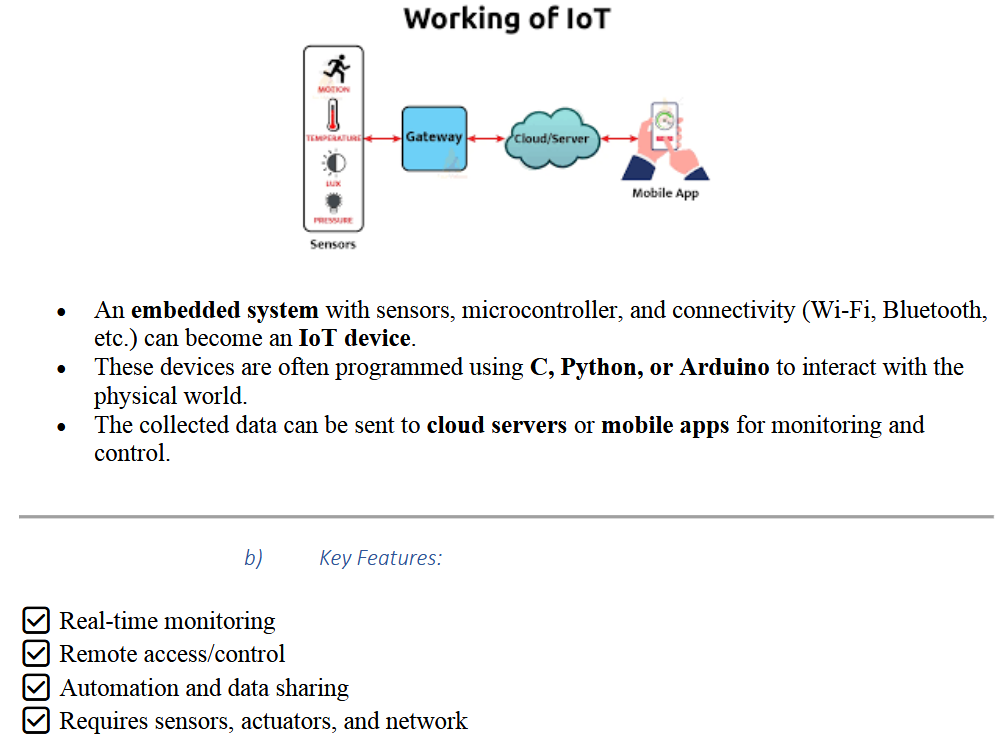 Working of IoT
MOTION
TEMPERATURE
LUX
PRESSURE
Sensors
Gateway
Cloud/Server
Mobile App
• An embedded system with sensors, microcontroller, and connectivity (Wi-Fi, Bluetooth,
etc.) can become an IoT device.
• These devices are often programmed using C, Python, or Arduino to interact with the
physical world.
• The collected data can be sent to cloud servers or mobile apps for monitoring and
control.
b) Key Features:
Real-time monitoring
Remote access/control
Automation and data sharing
Requires sensors, actuators, and network